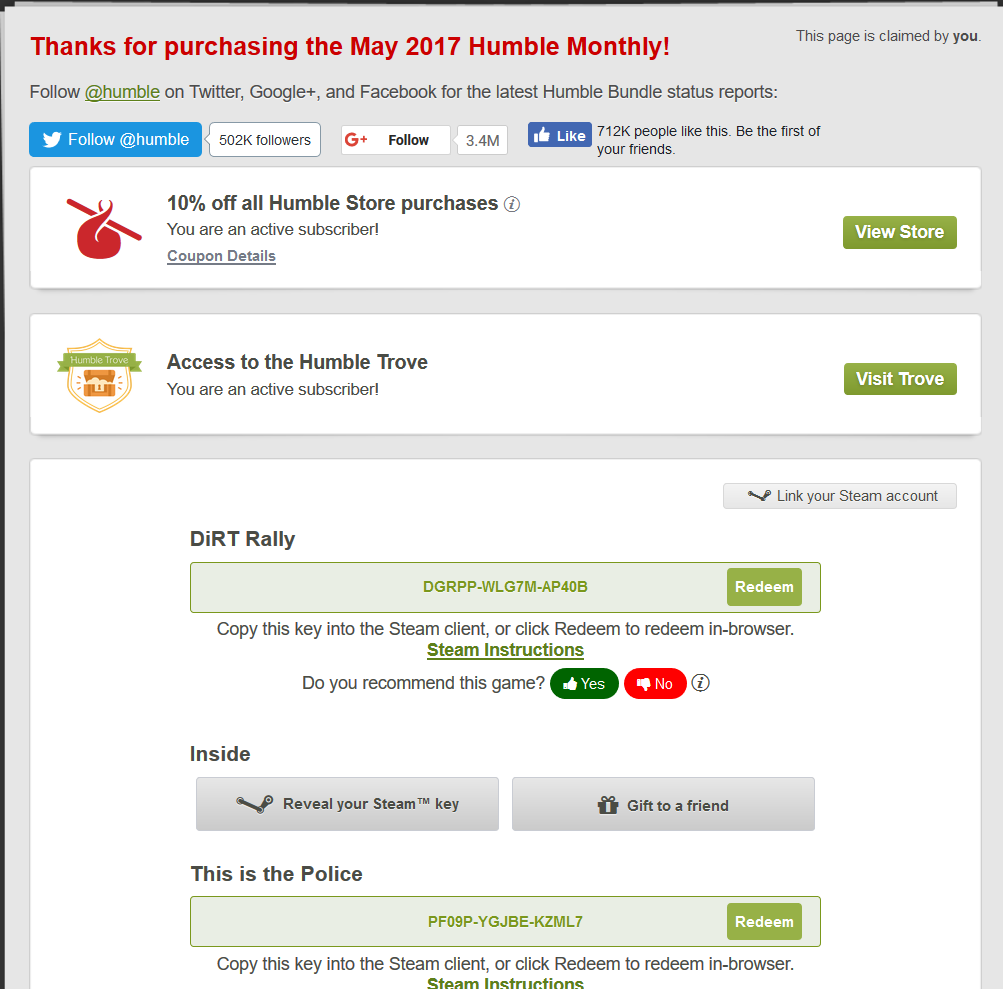 Thanks for purchasing the May 2017 Humble Monthly!
This page is claimed by you.
Follow @humble on Twitter, Google+, and Facebook for the latest Humble Bundle status reports:
Follow @humble
502K followers
G+ Follow
3.4M
Like
712K people like this. Be the first of
your friends.
10% off all Humble Store purchases i
You are an active subscriber!
Coupon Details
View Store
Humble Trove
Access to the Humble Trove
You are an active subscriber!
Visit Trove
Link your Steam account
DiRT Rally
DGRPP-WLG7M-AP40B
Redeem
Copy this key into the Steam client, or click Redeem to redeem in-browser.
Steam Instructions
Do you recommend this game? Yes No i
Inside
Reveal your Steam™ key
Gift to a friend
This is the Police
PF09P-YGJBE-KZML7
Redeem
Copy this key into the Steam client, or click Redeem to redeem in-browser.
Steam Instructions